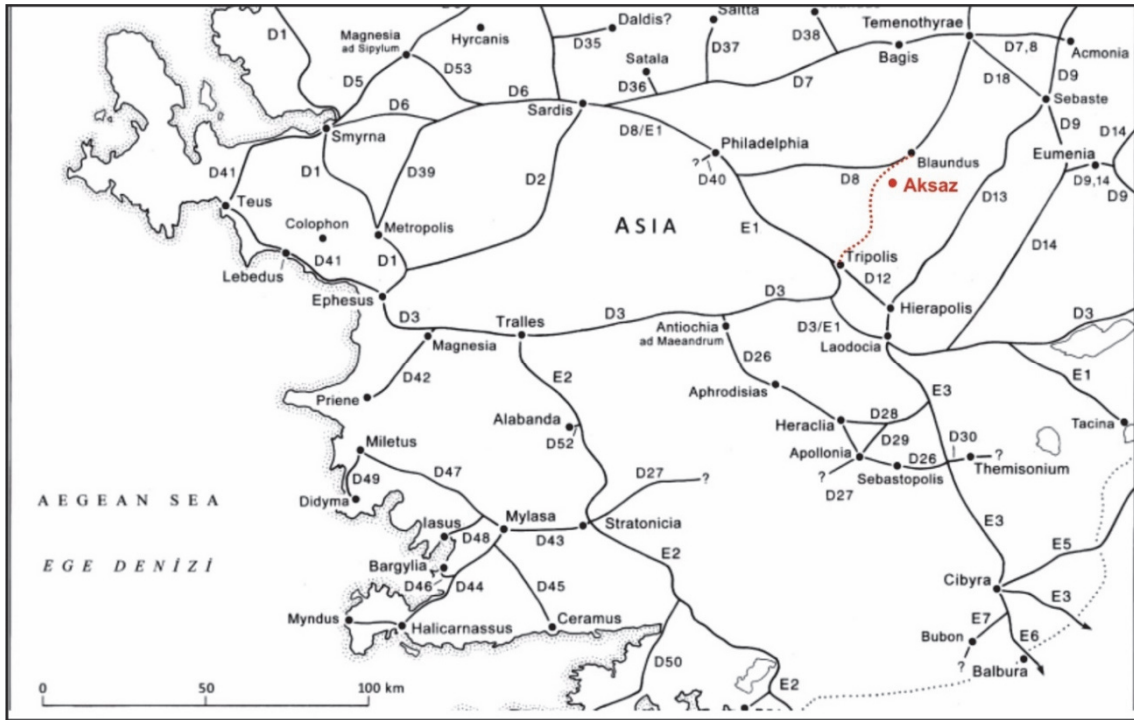 Saitta
Daldis?
D38
Temenothyrae
D1
Magnesia
ad Sipylum
Hyrcanis
D35
D37
Bagis
D7,8
Acmonia
Satala
D53
D5
D36
D7
D18
D9
D6
D6
Sardis
Sebaste
Smyrna
D8/E1
D9
D14
Philadelphia
Eumenia
?
D40
Blaundus
D41
D1
D39
D2
D8
Aksaz
D9,14
D9
Teus
D13
Colophon
Metropolis
ASIA
E1
D14
D41
D1
Tripolis
Lebedus
D12
Ephesus
D3
Hierapolis
D3
D3
Tralles
Antiochia
ad Maeandrum
D3/E1
D3
Magnesia
Laodocia
D26
E1
D42
E2
Aphrodisias
E3
Priene
Alabanda
Heraclia
D28
Tacina
D52
D29
D30
Miletus
Apollonia
D26
?
Themisonium
D47
D27
?
Sebastopolis
D49
?
D27
AEGEAN SEA
Didyma
Iasus
Mylasa
Stratonicia
E3
D48
D43
E5
EGE DENİZİ
Bargylia
E2
D46
D44
D45
Cibyra
E3
Myndus
Halicarnassus
Ceramus
E7
E6
Bubon
?
Balbura
D50
0
50
100 km
E2